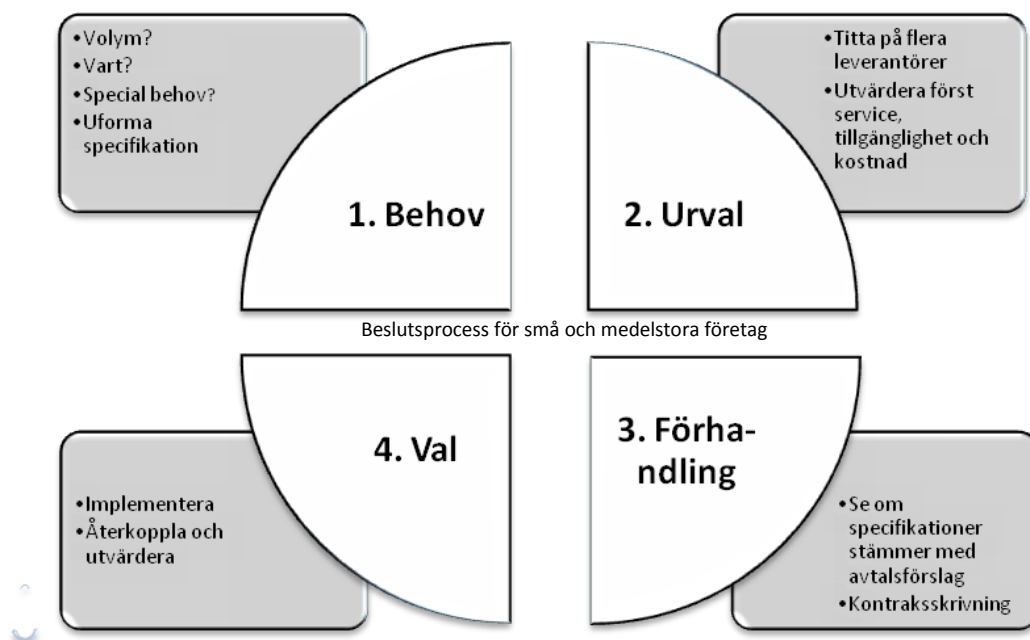 •Volym?
•Vart?
•Special behov?
•Uforma
specifikation
1. Behov
•Titta på flera
leverantörer
•Utvärdera först
service,
tillgänglighet och
kostnad
2. Urval
Beslutsprocess för små och medelstora företag
4. Val
•Implementera
•Återkoppla och
utvärdera
3. Förha-
ndling
•Se om
specifikationer
stämmer med
avtalsförslag
•Kontraksskrivning